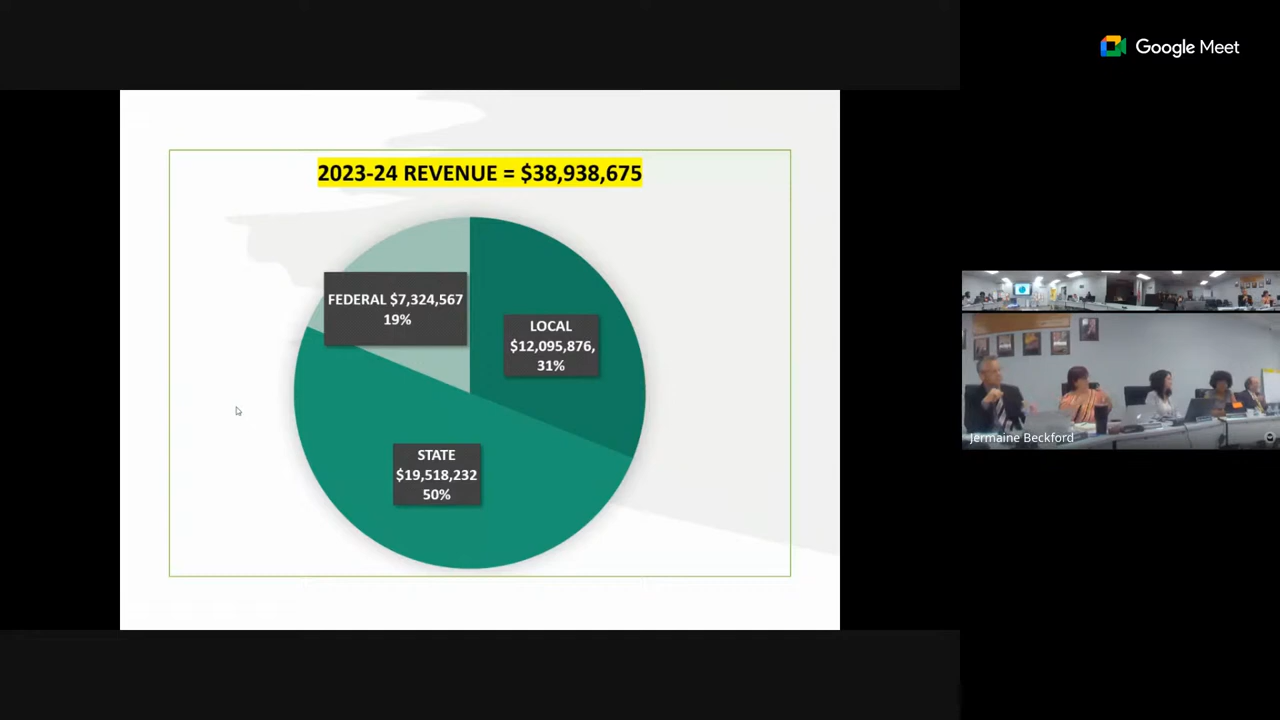 Google Meet
2023-24 REVENUE = $38,938,675
FEDERAL $7,324,567
19%
LOCAL
$12,095,876,
31%
STATE
$19,518,232
50%
Jermaine Beckford